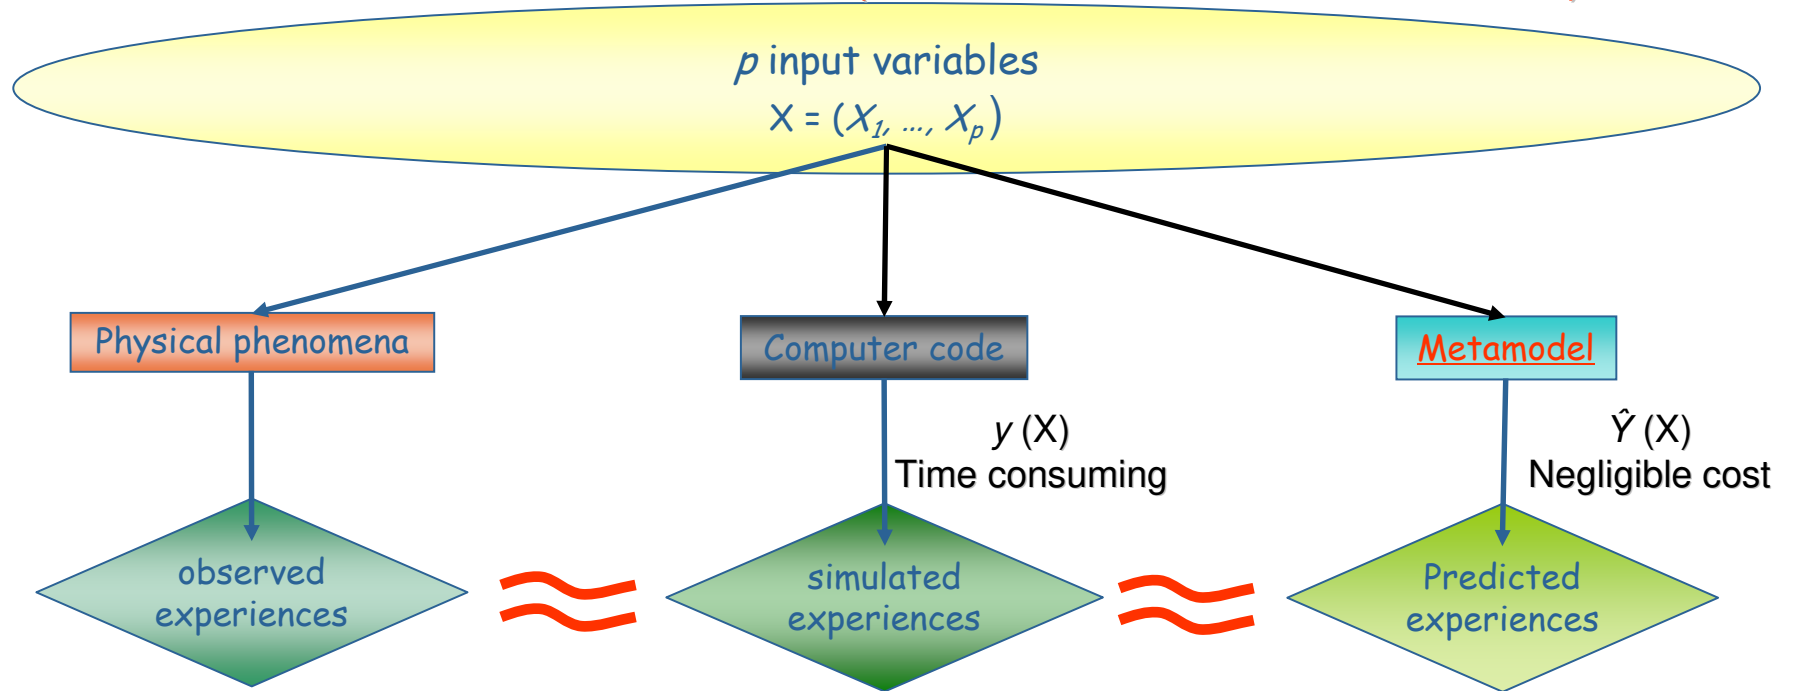 p input variables
X = (X1, ..., Xp)
Physical phenomena
Computer code
Metamodel
y (X)
Time consuming
Ŷ (X)
Negligible cost
observed
experiences
simulated
experiences
Predicted
experiences